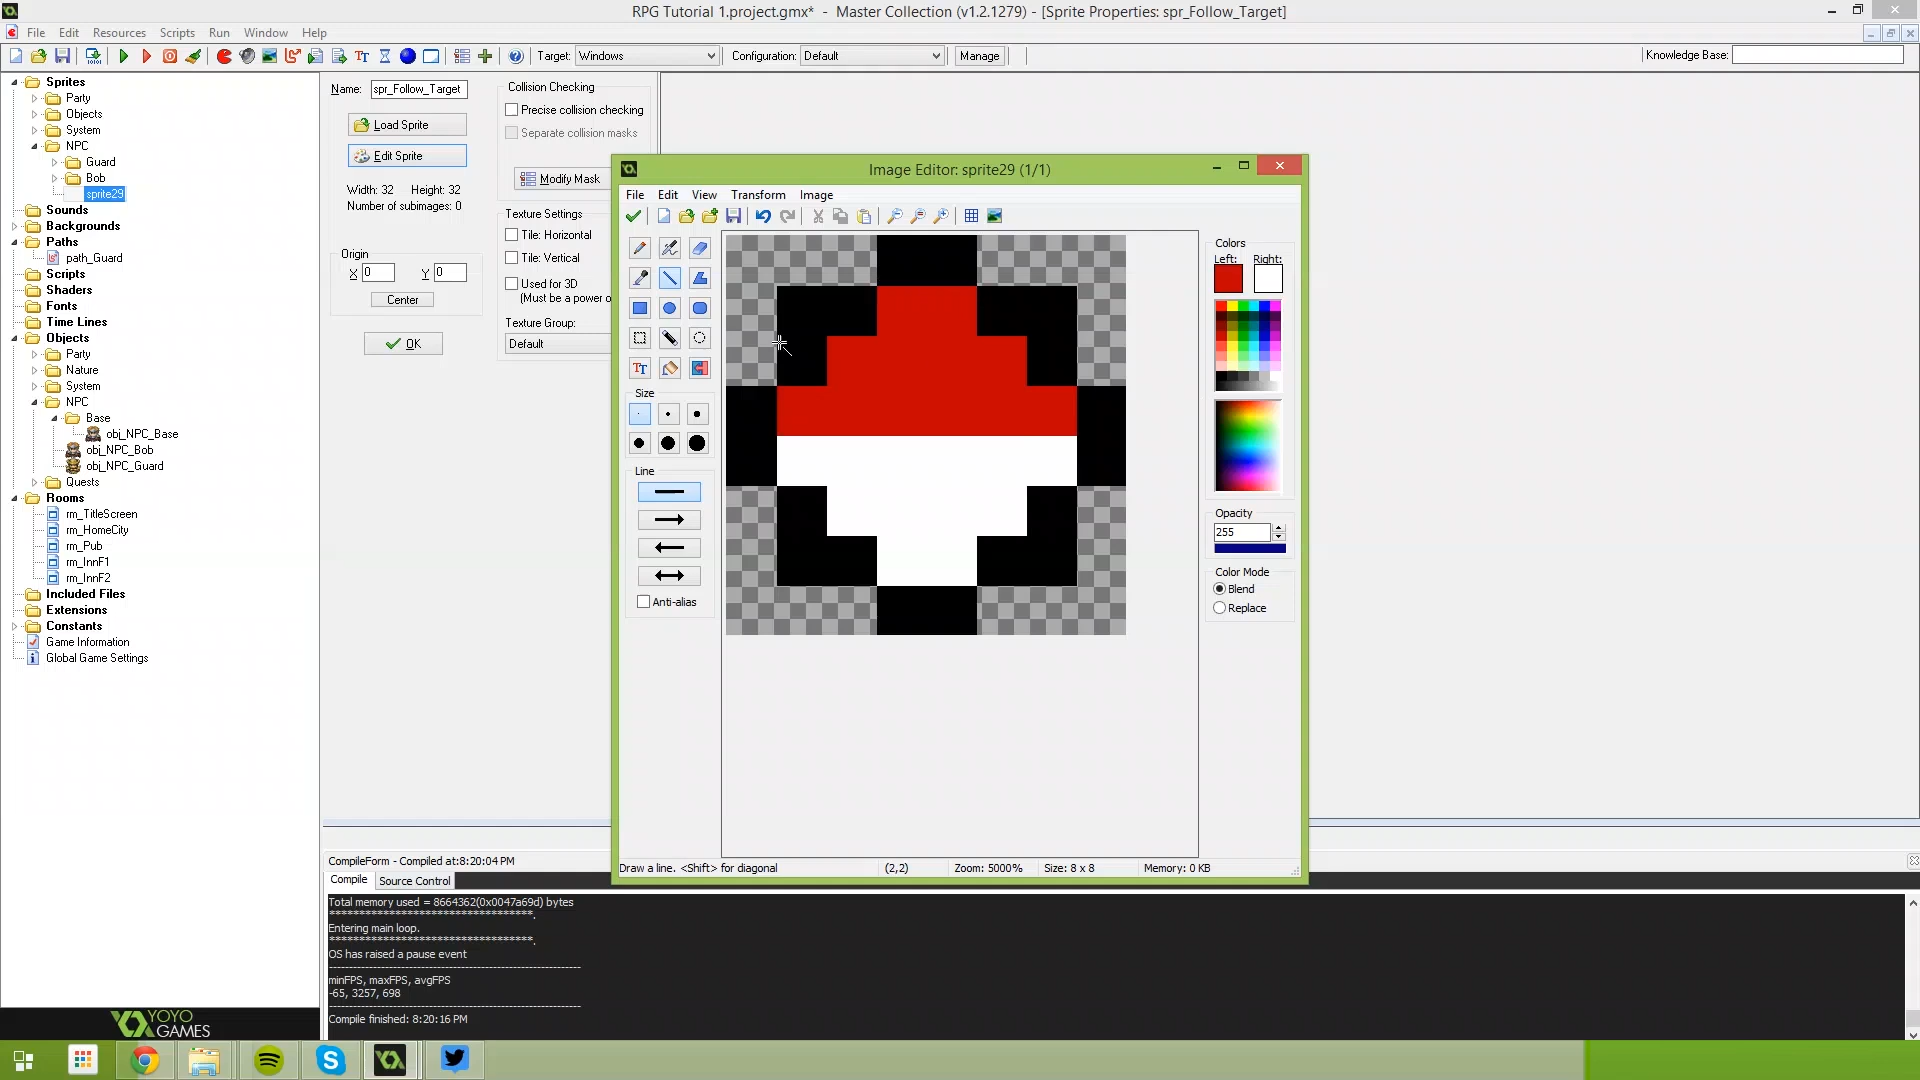 RPG Tutorial 1.project.gmx* - Master Collection (v1.2.1279) - [Sprite Properties: spr_Follow_Target]
File Edit Resources Scripts Run Window Help
Target: Windows Configuration: Default Manage Knowledge Base:
Sprites
Party
Objects
System
NPC
Guard
Bob
sprite29
Sounds
Backgrounds
Paths
path_Guard
Scripts
Shaders
Fonts
Time Lines
Objects
Party
Nature
System
NPC
Base
obj_NPC_Base
obj_NPC_Bob
obj_NPC_Guard
Quests
Rooms
rm_TitleScreen
rm_HomeCity
rm_Pub
rm_InnF1
rm_InnF2
Included Files
Extensions
Constants
Game Information
Global Game Settings
YOYO
GAMES
Name: spr_Follow_Target
Load Sprite
Edit Sprite
Width: 32 Height: 32
Number of subimages: 0
Origin
X 0 Y 0
Center
OK
Collision Checking
Precise collision checking
Separate collision masks
Modify Mask
Texture Settings
Tile: Horizontal
Tile: Vertical
Used for 3D
(Must be a power o
Texture Group:
Default
Image Editor: sprite29 (1/1)
File Edit View Transform Image
Size
Line
Anti-alias
Colors
Left: Right:
Opacity
255
Color Mode
Blend
Replace
Draw a line. <Shift> for diagonal (2,2) Zoom: 5000% Size: 8 x 8 Memory: 0 KB
CompileForm - Compiled at:8:20:04 PM
Compile Source Control
Total memory used = 8664362(0x0047a69d) bytes
***********************************.
Entering main loop.
***********************************.
OS has raised a pause event
----------------------------------------------------------------
minFPS, maxFPS, avgFPS
-65, 3257, 698
----------------------------------------------------------------
Compile finished: 8:20:16 PM